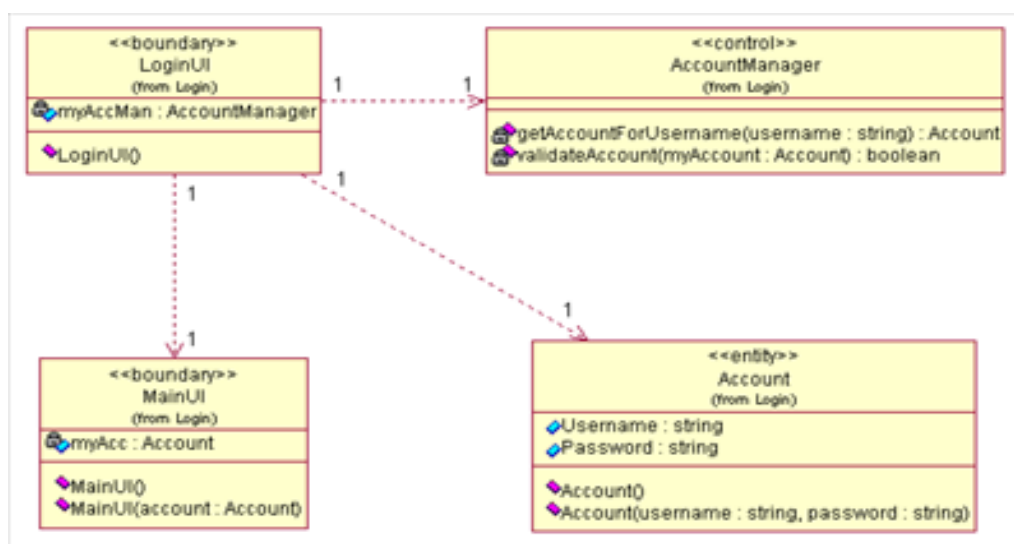 <<boundary>>
LoginUI
(from Login)
myAccMan : AccountManager
LoginUI()
1
1
<<control>>
AccountManager
(from Login)
getAccountForUsername(username : string) : Account
validateAccount(myAccount : Account) : boolean
1
1
1
1
<<boundary>>
MainUI
(from Login)
myAcc : Account
MainUI()
MainUI(account : Account)
<<entity>>
Account
(from Login)
Username : string
Password : string
Account()
Account(username : string, password : string)